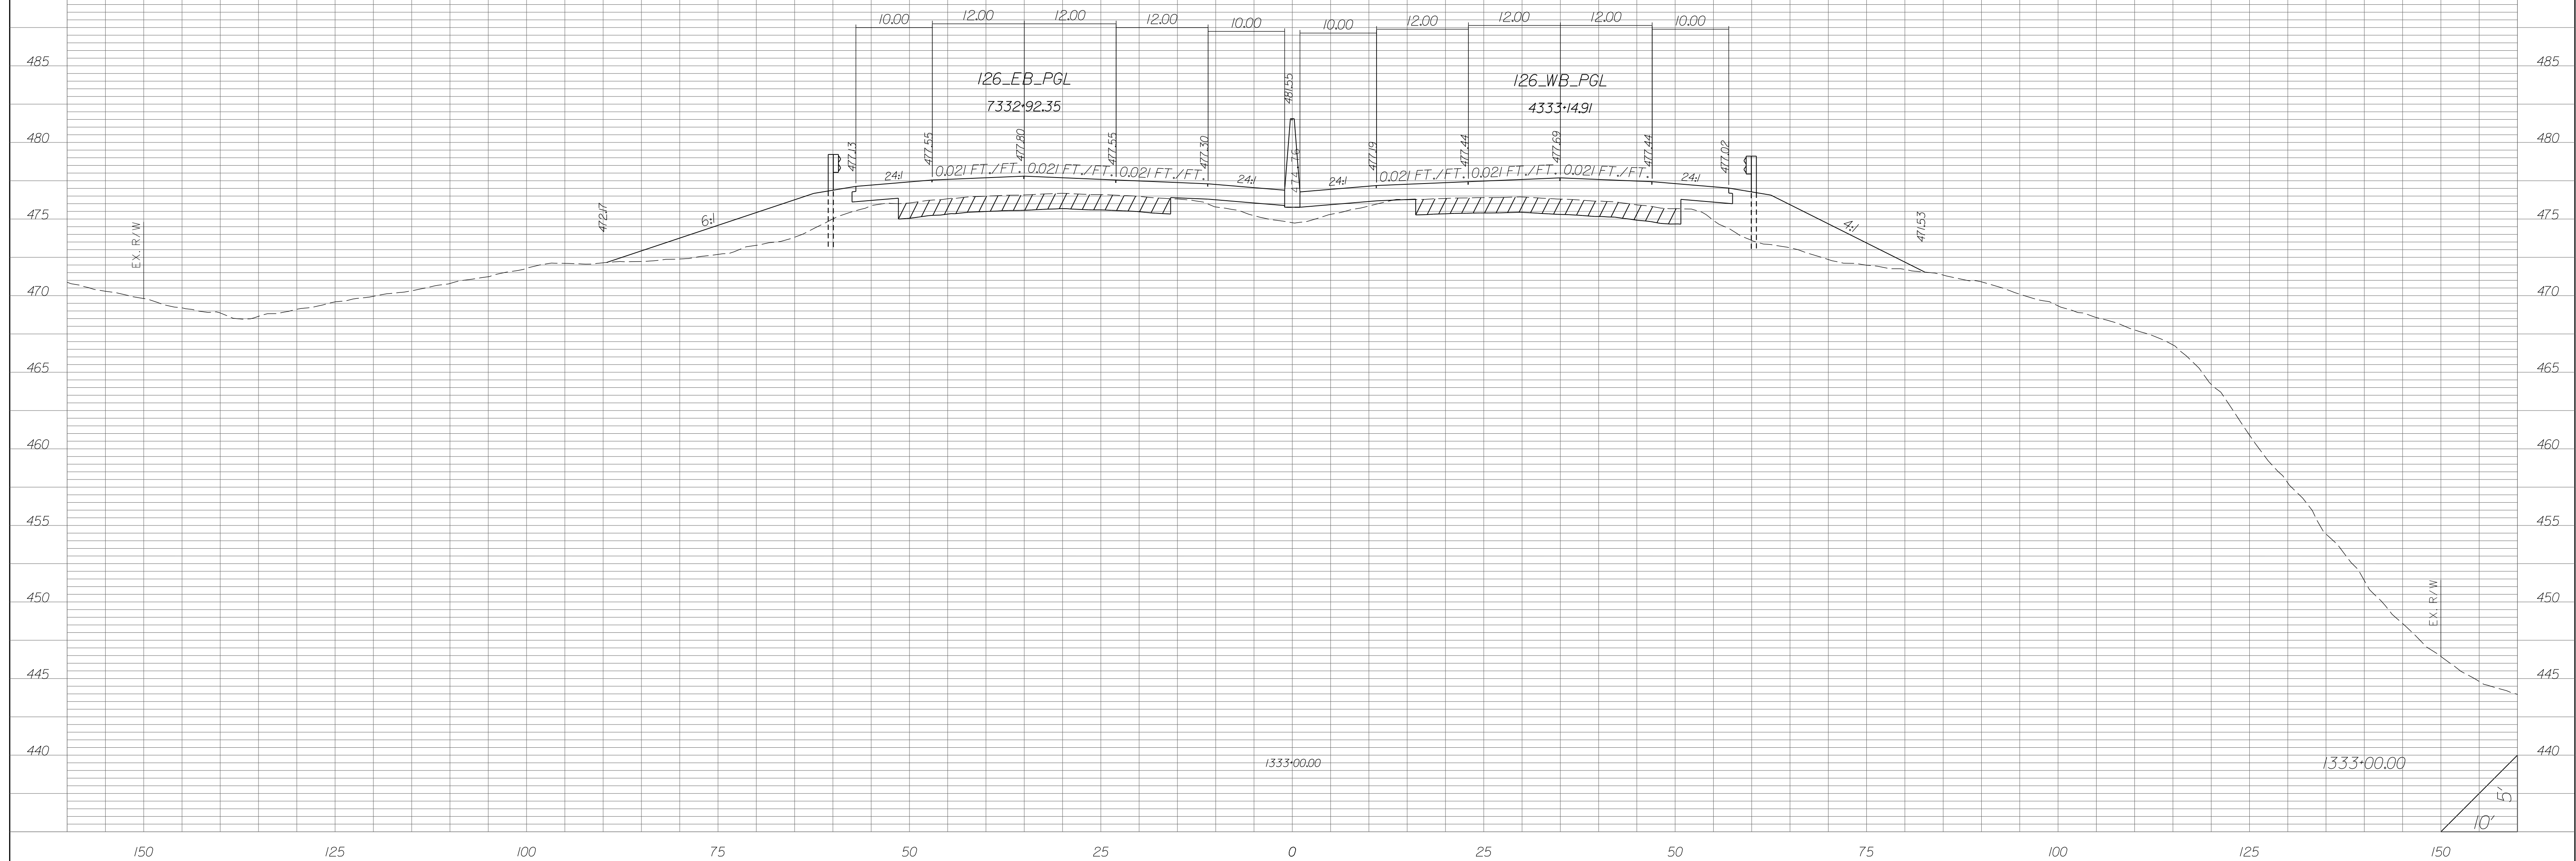 10.00 12.00 12.00 12.00 10.00 10.00 12.00 12.00 12.00 10.00
485 485
126_EB_PGL 126_WB_PGL
7332+92.35 4333+14.91
481.55
480 480
477.13 477.55 477.80 477.55 477.30 474.76 477.19 477.44 477.69 477.44 477.02
24:1 0.021 FT./FT. 0.021 FT./FT. 0.021 FT./FT. 24:1 24:1 0.021 FT./FT. 0.021 FT./FT. 0.021 FT./FT. 24:1
475 475
EX. R/W 472.17 6:1 4:1 471.53
470 470
465 465
460 460
455 455
450 450
EX. R/W
445 445
440 440
1333+00.00 1333+00.00
5'
10'
150 125 100 75 50 25 0 25 50 75 100 125 150